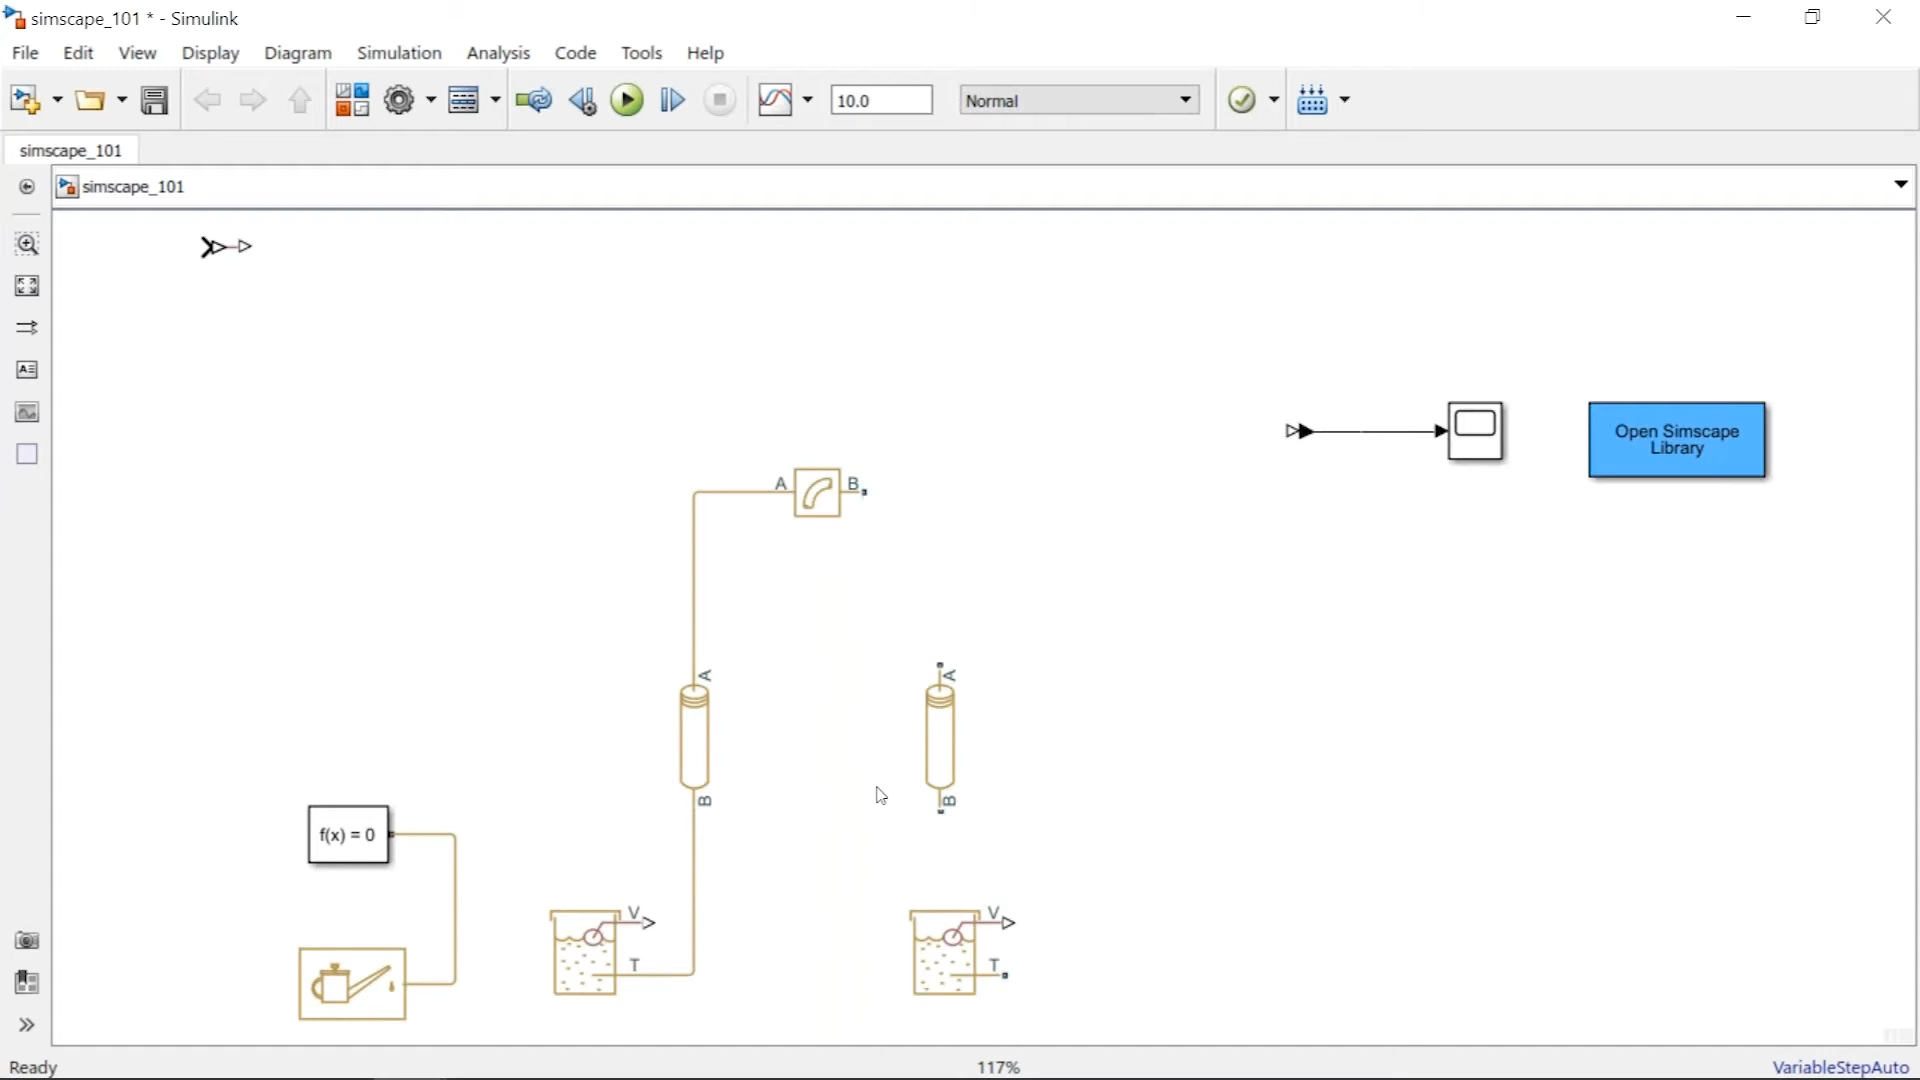 simscape_101 * - Simulink
File Edit View Display Diagram Simulation Analysis Code Tools Help
10.0 Normal
simscape_101
simscape_101
Open Simscape
Library
A B
A A
B B
f(x) = 0
V V
T T
Ready 117% VariableStepAuto